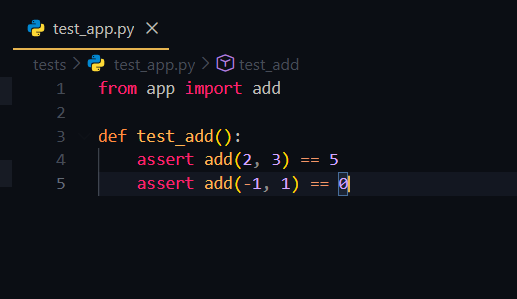 test_app.py ×
tests > test_app.py > test_add
1 from app import add
2
3 def test_add():
4     assert add(2, 3) == 5
5     assert add(-1, 1) == 0